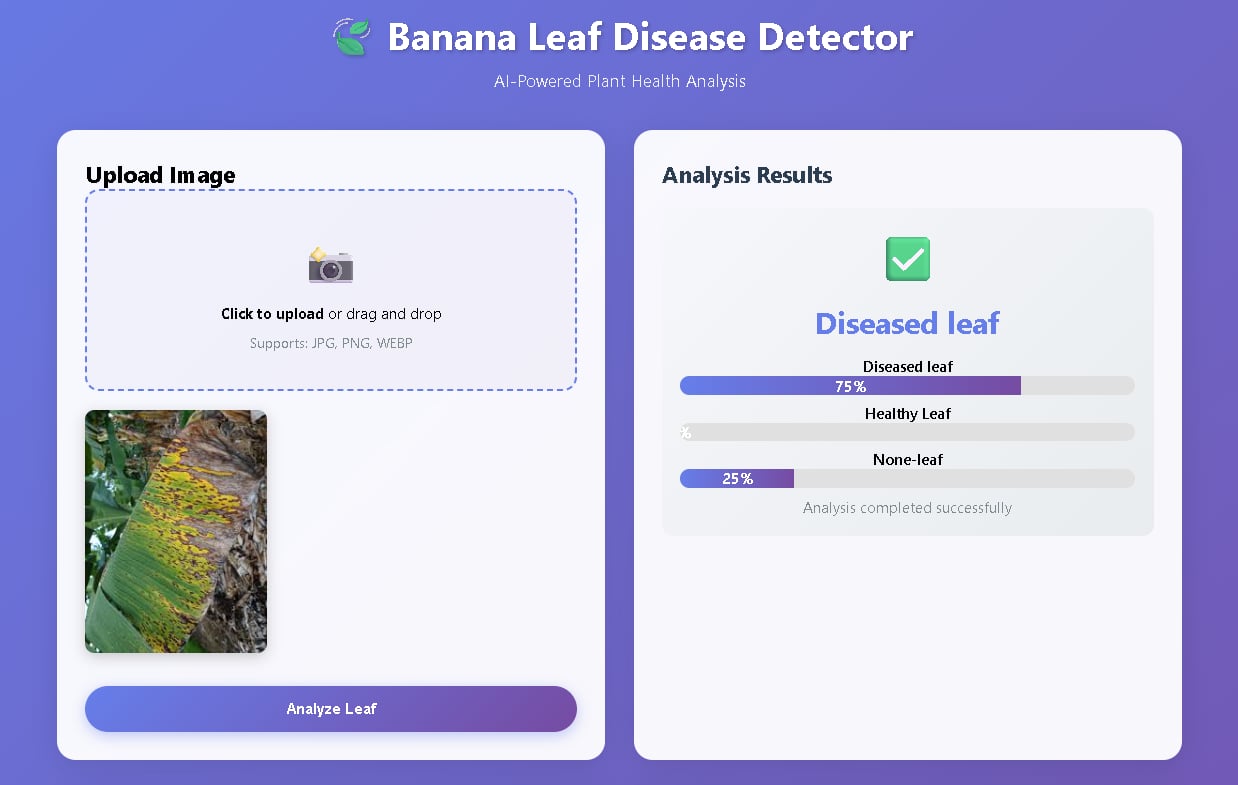 Banana Leaf Disease Detector
AI-Powered Plant Health Analysis
Upload Image
Click to upload or drag and drop
Supports: JPG, PNG, WEBP
Analyze Leaf
Analysis Results
Diseased leaf
Diseased leaf
75%
Healthy Leaf
%
None-leaf
25%
Analysis completed successfully